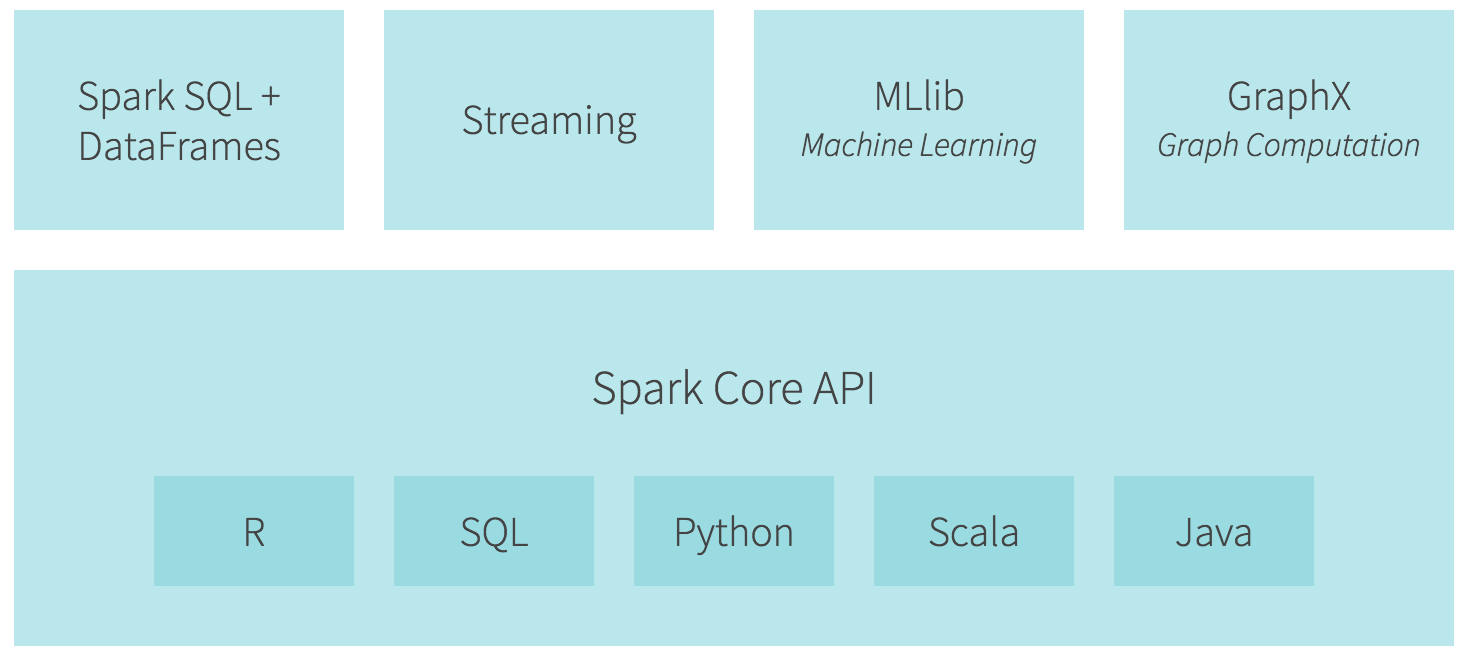 Spark SQL +
DataFrames
Streaming
MLlib
Machine Learning
GraphX
Graph Computation
Spark Core API
R
SQL
Python
Scala
Java